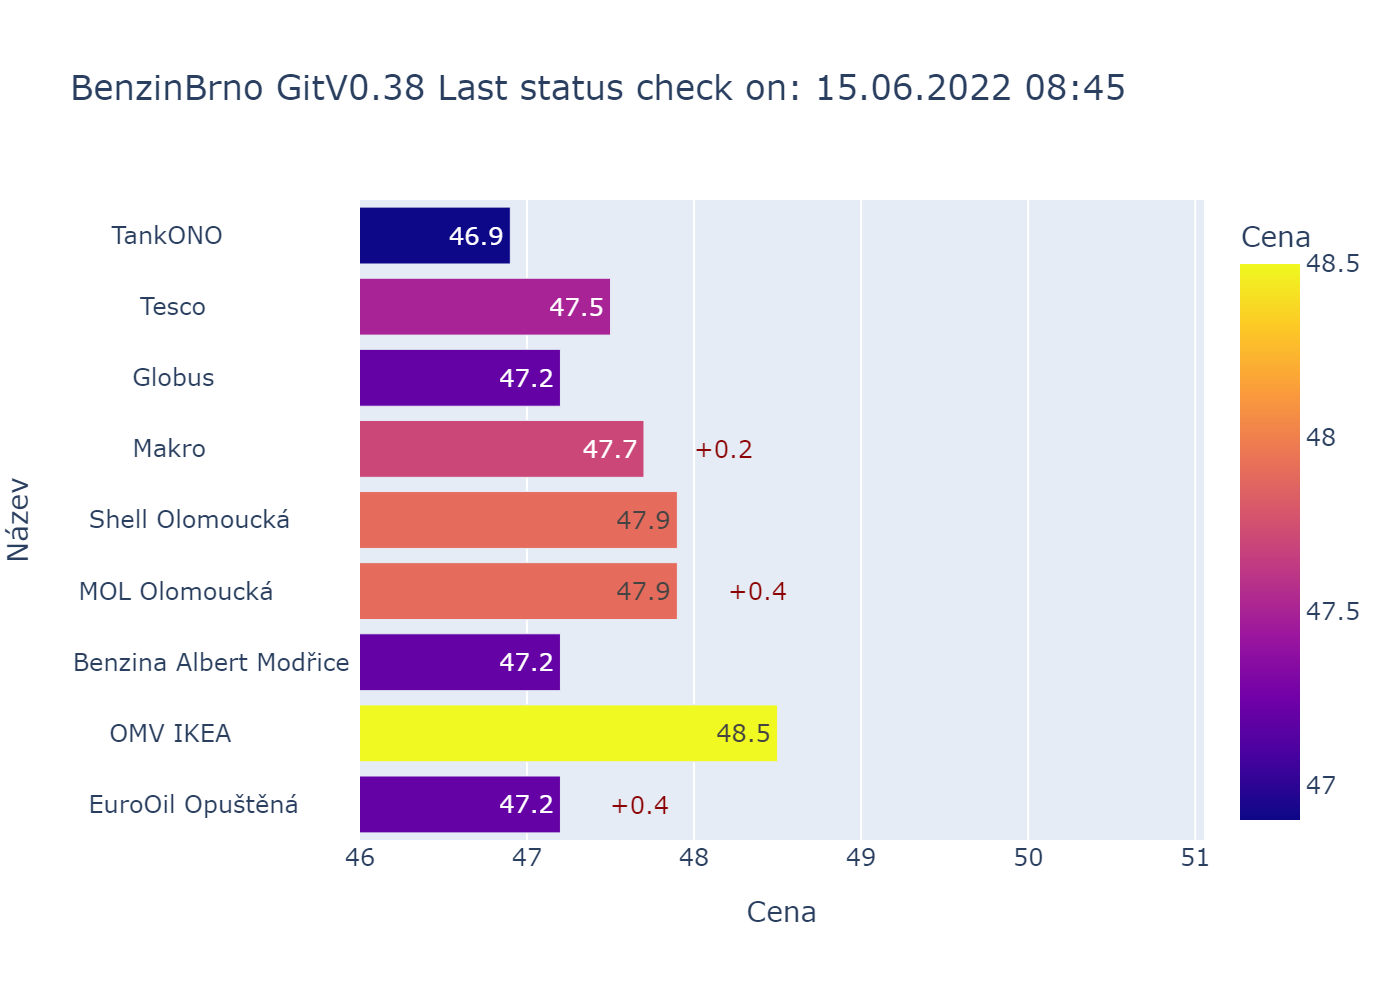 BenzinBrno GitV0.38 Last status check on: 15.06.2022 08:45
Název
TankONO 46.9
Tesco 47.5
Globus 47.2
Makro 47.7 +0.2
Shell Olomoucká 47.9
MOL Olomoucká 47.9 +0.4
Benzina Albert Modřice 47.2
OMV IKEA 48.5
EuroOil Opuštěná 47.2 +0.4
46 47 48 49 50 51
Cena
Cena
48.5
48
47.5
47